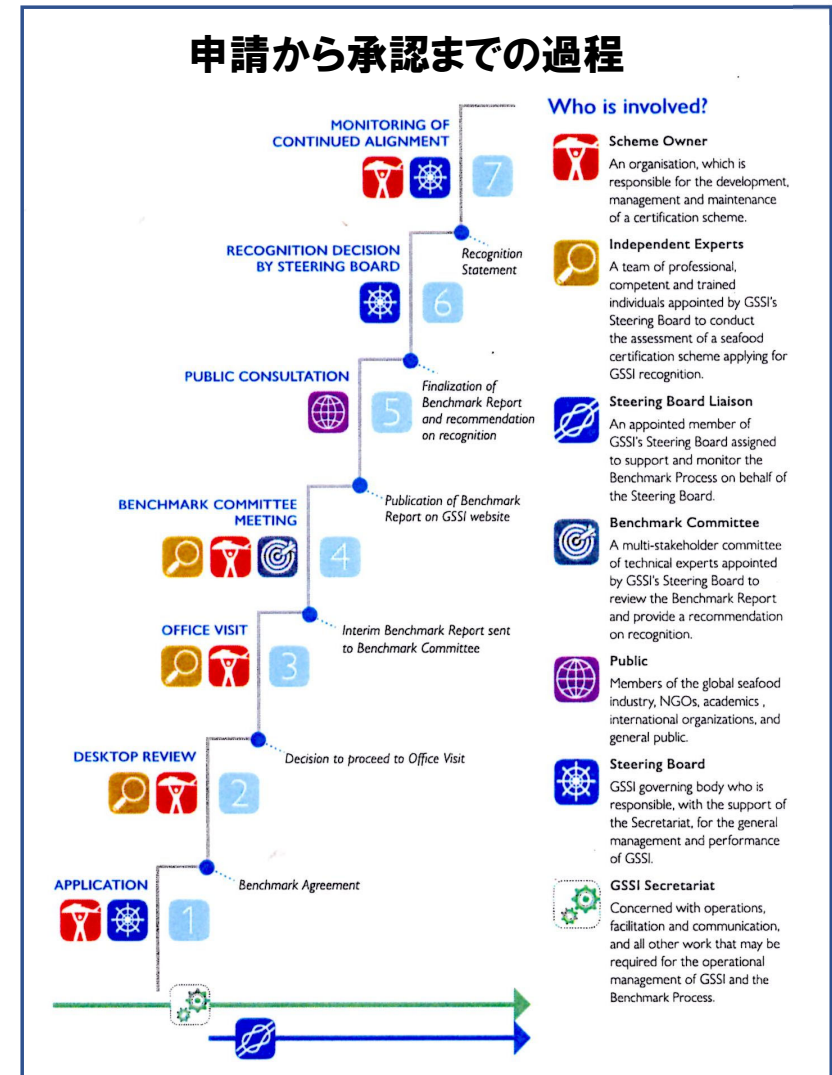 申請から承認までの過程
MONITORING OF
CONTINUED ALIGNMENT
7
Recognition
Statement
RECOGNITION DECISION
BY STEERING BOARD
6
Finalization of
Benchmark Report
and recommendation
on recognition
PUBLIC CONSULTATION
5
Publication of Benchmark
Report on GSSI website
BENCHMARK COMMITTEE
MEETING
4
Interim Benchmark Report sent
to Benchmark Committee
OFFICE VISIT
3
Decision to proceed to Office Visit
DESKTOP REVIEW
2
Benchmark Agreement
APPLICATION
1
Who is involved?
Scheme Owner
An organisation, which is
responsible for the development,
management and maintenance
of a certification scheme.
Independent Experts
A team of professional,
competent and trained
individuals appointed by GSSI's
Steering Board to conduct
the assessment of a seafood
certification scheme applying for
GSSI recognition.
Steering Board Liaison
An appointed member of
GSSI's Steering Board assigned
to support and monitor the
Benchmark Process on behalf of
the Steering Board.
Benchmark Committee
A multi-stakeholder committee
of technical experts appointed
by GSSI's Steering Board to
review the Benchmark Report
and provide a recommendation
on recognition.
Public
Members of the global seafood
industry, NGOs, academics ,
international organizations, and
general public.
Steering Board
GSSI governing body who is
responsible, with the support of
the Secretariat, for the general
management and performance
of GSSI.
GSSI Secretariat
Concerned with operations,
facilitation and communication,
and all other work that may be
required for the operational
management of GSSI and the
Benchmark Process.